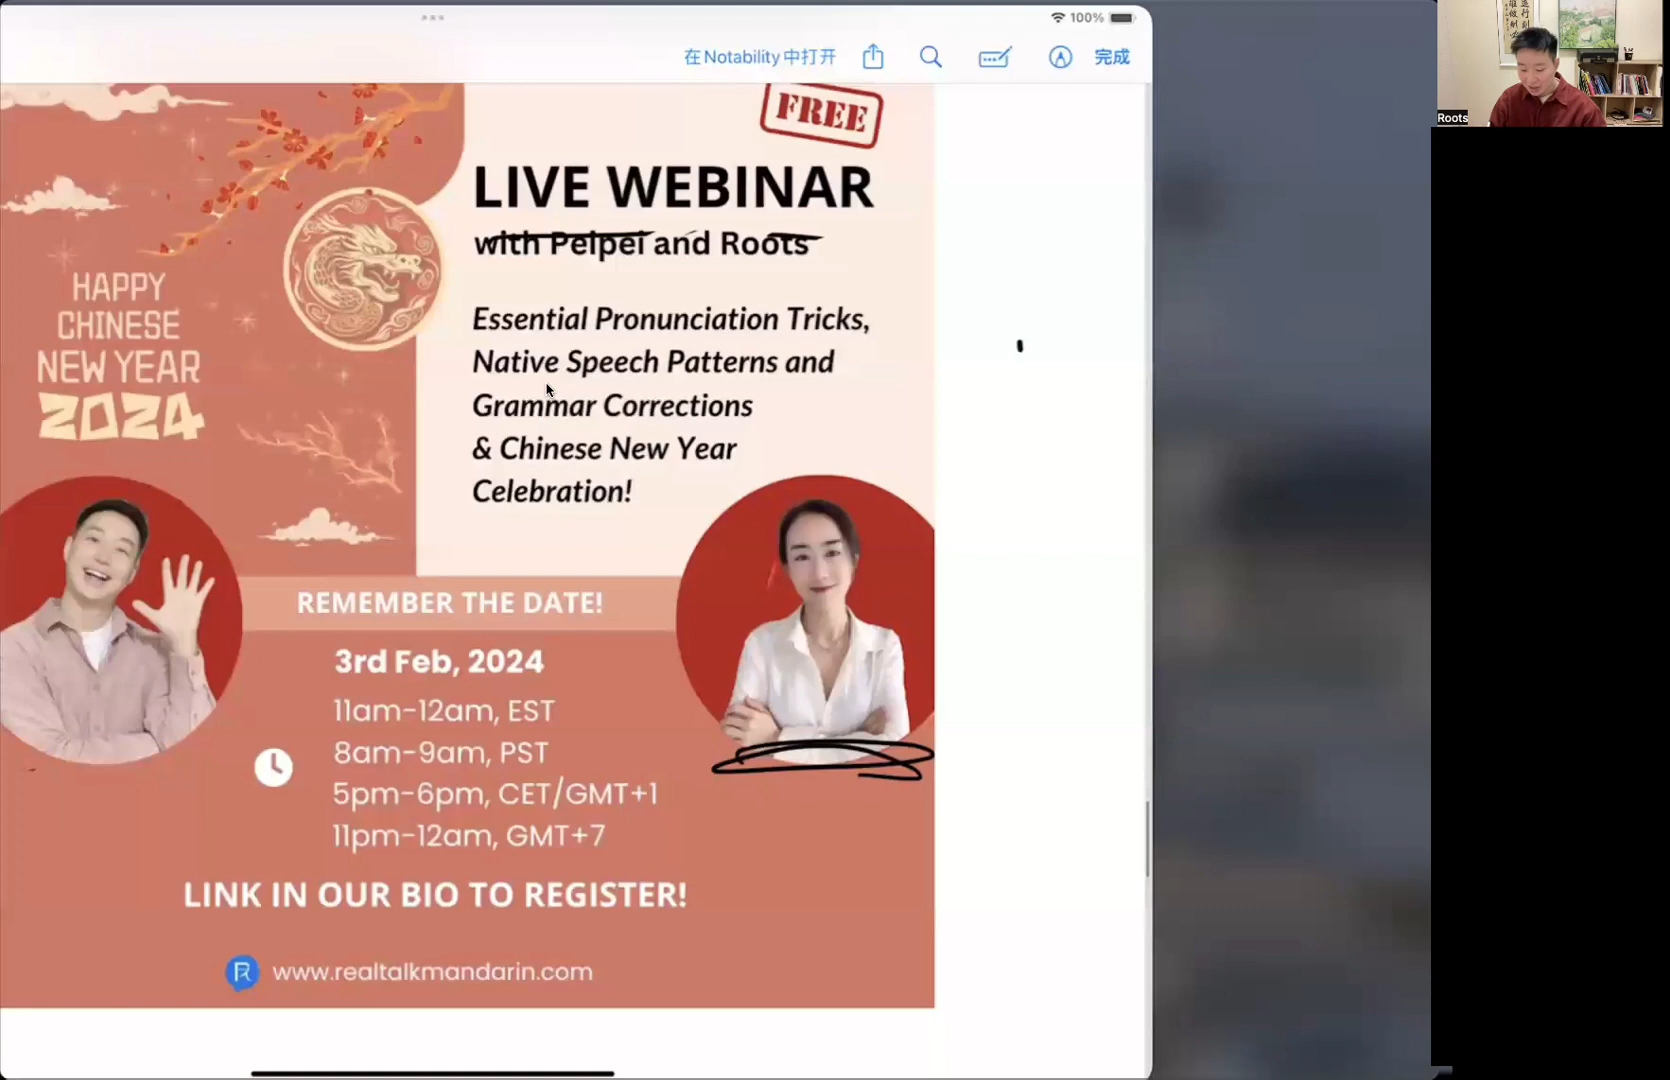 100%
在Notability中打开
完成
FREE
LIVE WEBINAR
with Peipei and Roots
Essential Pronunciation Tricks,
Native Speech Patterns and
Grammar Corrections
& Chinese New Year
Celebration!
HAPPY
CHINESE
NEW YEAR
2024
REMEMBER THE DATE!
3rd Feb, 2024
11am-12am, EST
8am-9am, PST
5pm-6pm, CET/GMT+1
11pm-12am, GMT+7
LINK IN OUR BIO TO REGISTER!
R www.realtalkmandarin.com
Roots